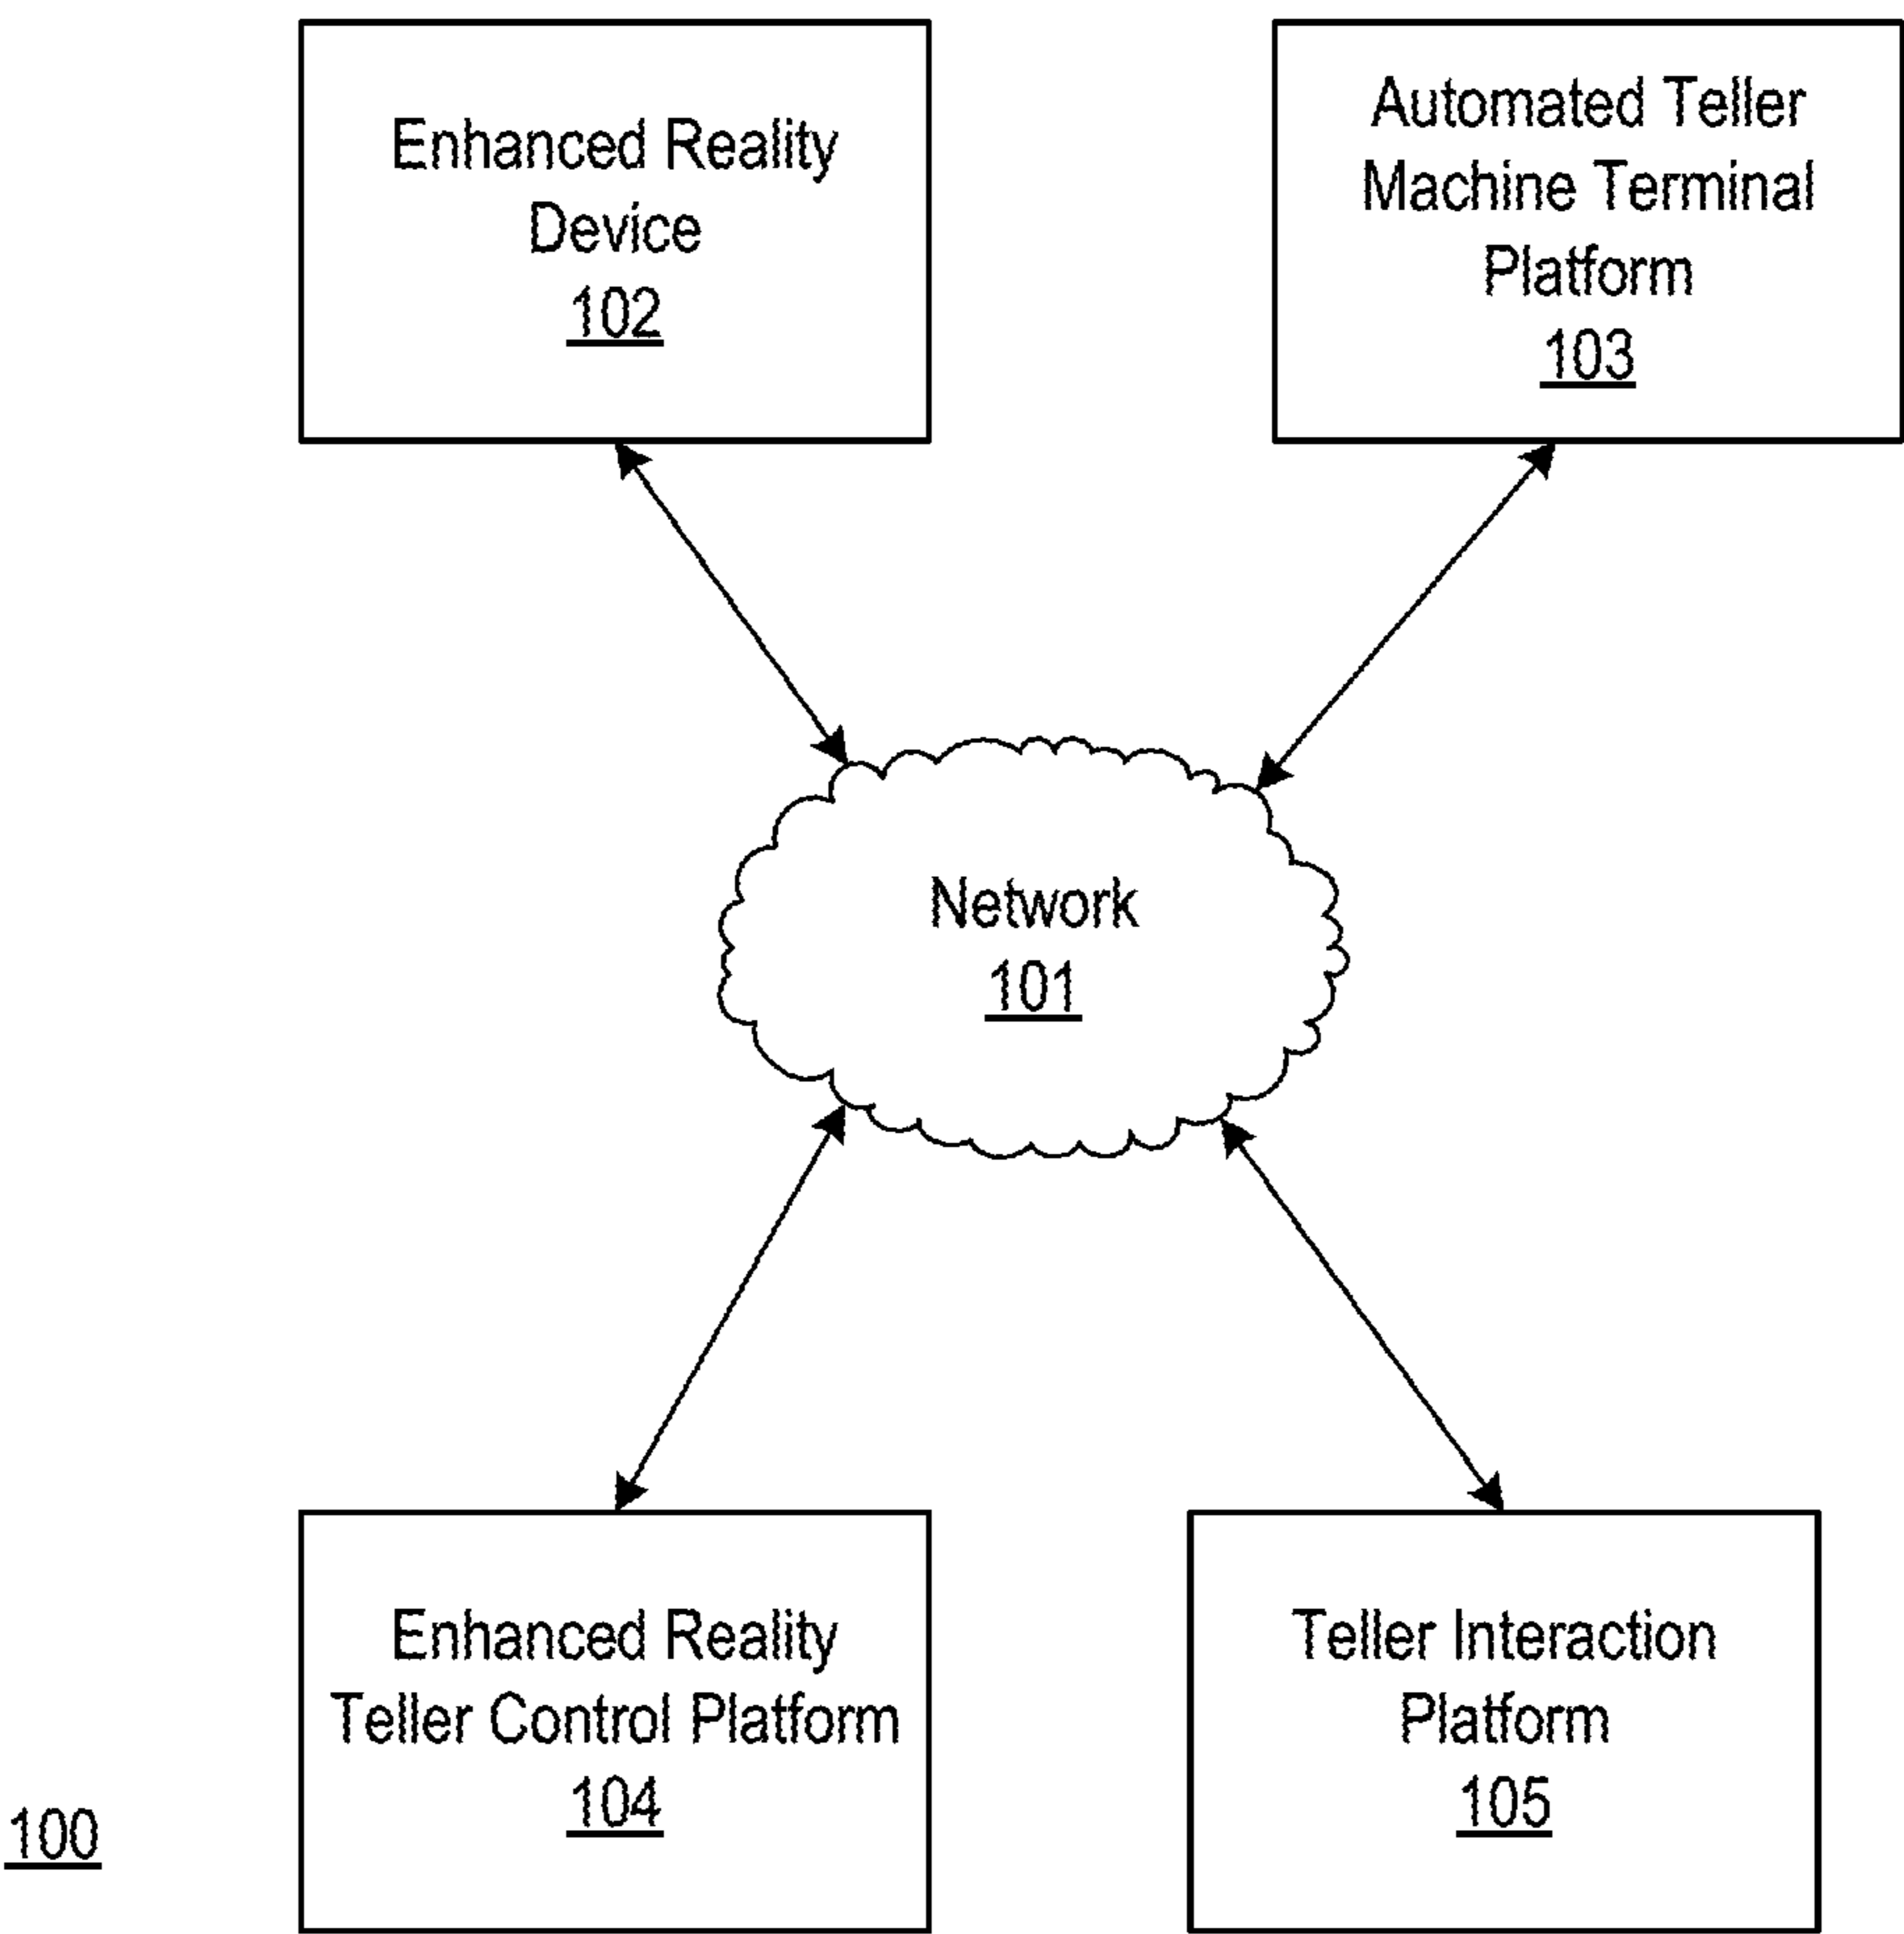 Enhanced Reality
Device
102
Automated Teller
Machine Terminal
Platform
103
Network
101
Enhanced Reality
Teller Control Platform
104
Teller Interaction
Platform
105
100